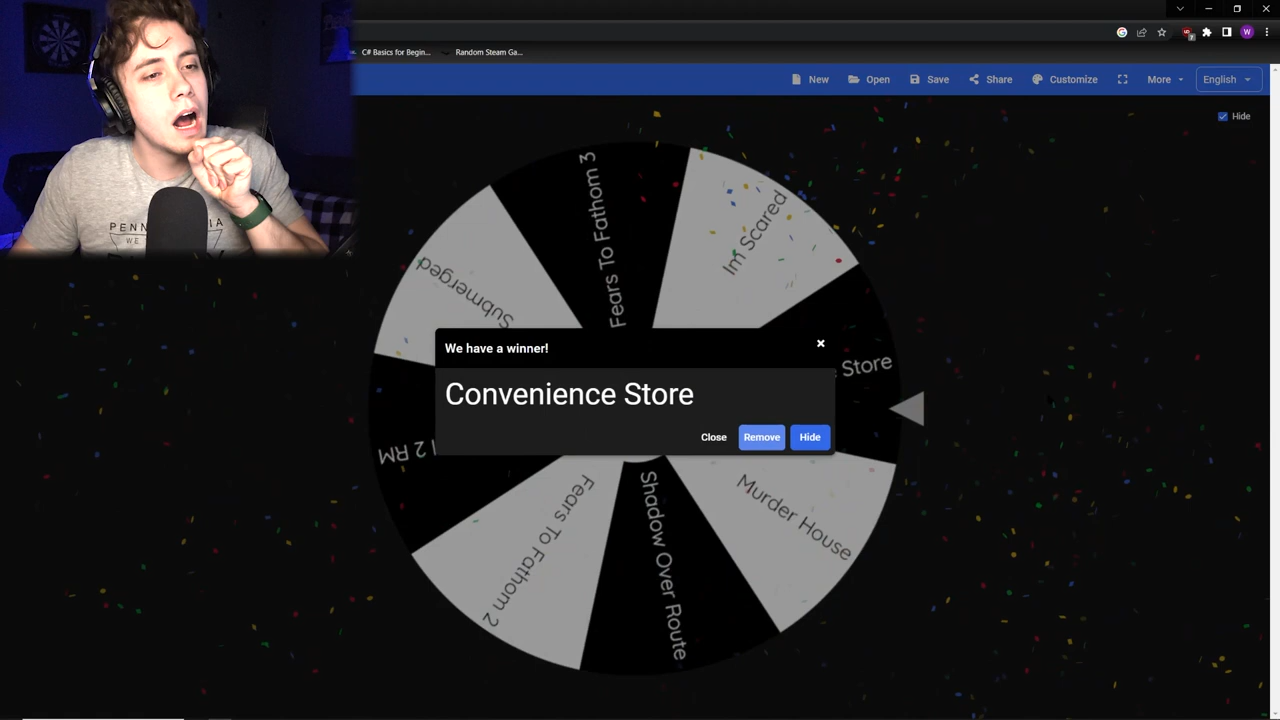 C# Basics for Begin...
Random Steam Ga...
New
Open
Save
Share
Customize
More
English
Hide
Fears To Fathom 3
Im Scared
Submerged
Store
We have a winner!
Convenience Store
Close
Remove
Hide
2 RM
Murder House
Fears To Fathom 2
Shadow Over Route
W